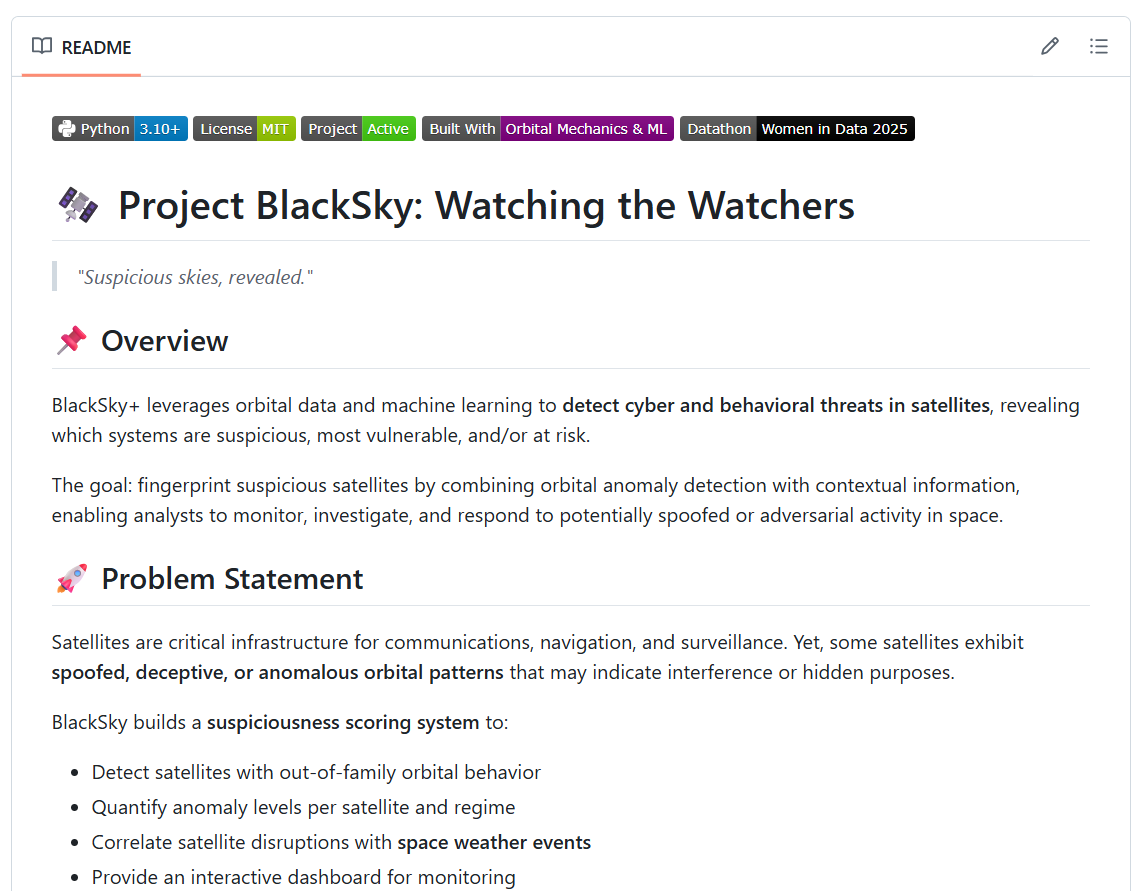 README
Python 3.10+ License MIT Project Active Built With Orbital Mechanics & ML Datathon Women in Data 2025
Project BlackSky: Watching the Watchers
"Suspicious skies, revealed."
Overview
BlackSky+ leverages orbital data and machine learning to detect cyber and behavioral threats in satellites, revealing
which systems are suspicious, most vulnerable, and/or at risk.
The goal: fingerprint suspicious satellites by combining orbital anomaly detection with contextual information,
enabling analysts to monitor, investigate, and respond to potentially spoofed or adversarial activity in space.
Problem Statement
Satellites are critical infrastructure for communications, navigation, and surveillance. Yet, some satellites exhibit
spoofed, deceptive, or anomalous orbital patterns that may indicate interference or hidden purposes.
BlackSky builds a suspiciousness scoring system to:
• Detect satellites with out-of-family orbital behavior
• Quantify anomaly levels per satellite and regime
• Correlate satellite disruptions with space weather events
• Provide an interactive dashboard for monitoring